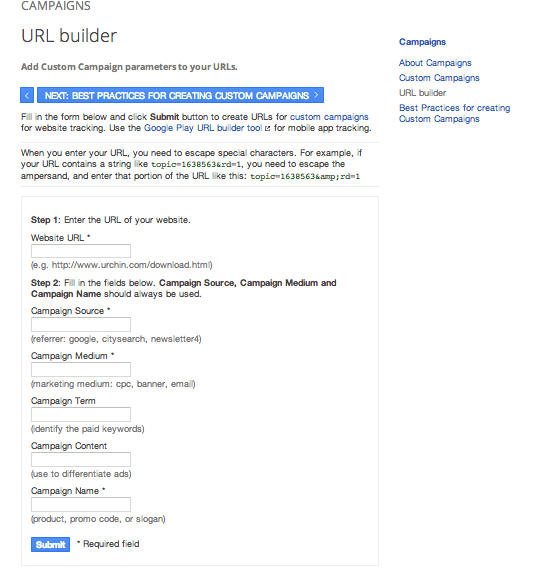 CAMPAIGNS
URL builder
Add Custom Campaign parameters to your URLs.
‹ NEXT: BEST PRACTICES FOR CREATING CUSTOM CAMPAIGNS ›
Fill in the form below and click Submit button to create URLs for custom campaigns
for website tracking. Use the Google Play URL builder tool for mobile app tracking.
When you enter your URL, you need to escape special characters. For example, if
your URL contains a string like topic=1638563&rd=1, you need to escape the
ampersand, and enter that portion of the URL like this: topic=1638563&amp;rd=1
Step 1: Enter the URL of your website.
Website URL *
(e.g. http://www.urchin.com/download.html)
Step 2: Fill in the fields below. Campaign Source, Campaign Medium and
Campaign Name should always be used.
Campaign Source *
(referrer: google, citysearch, newsletter4)
Campaign Medium *
(marketing medium: cpc, banner, email)
Campaign Term
(identify the paid keywords)
Campaign Content
(use to differentiate ads)
Campaign Name *
(product, promo code, or slogan)
Submit * Required field
Campaigns
About Campaigns
Custom Campaigns
URL builder
Best Practices for creating
Custom Campaigns